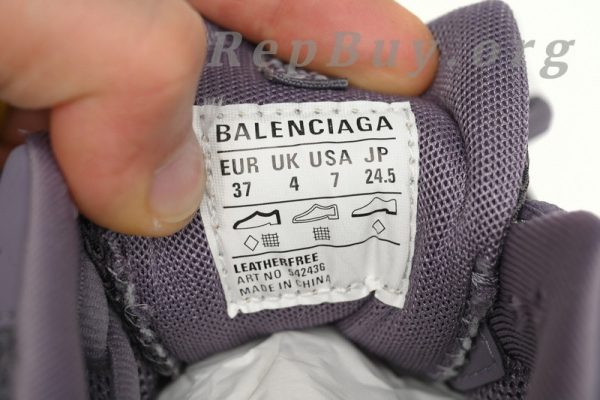 RepBuy.org
BALENCIAGA
EUR UK USA JP
37 4 7 24.5
LEATHERFREE
ART NO 542436
MADE IN CHINA